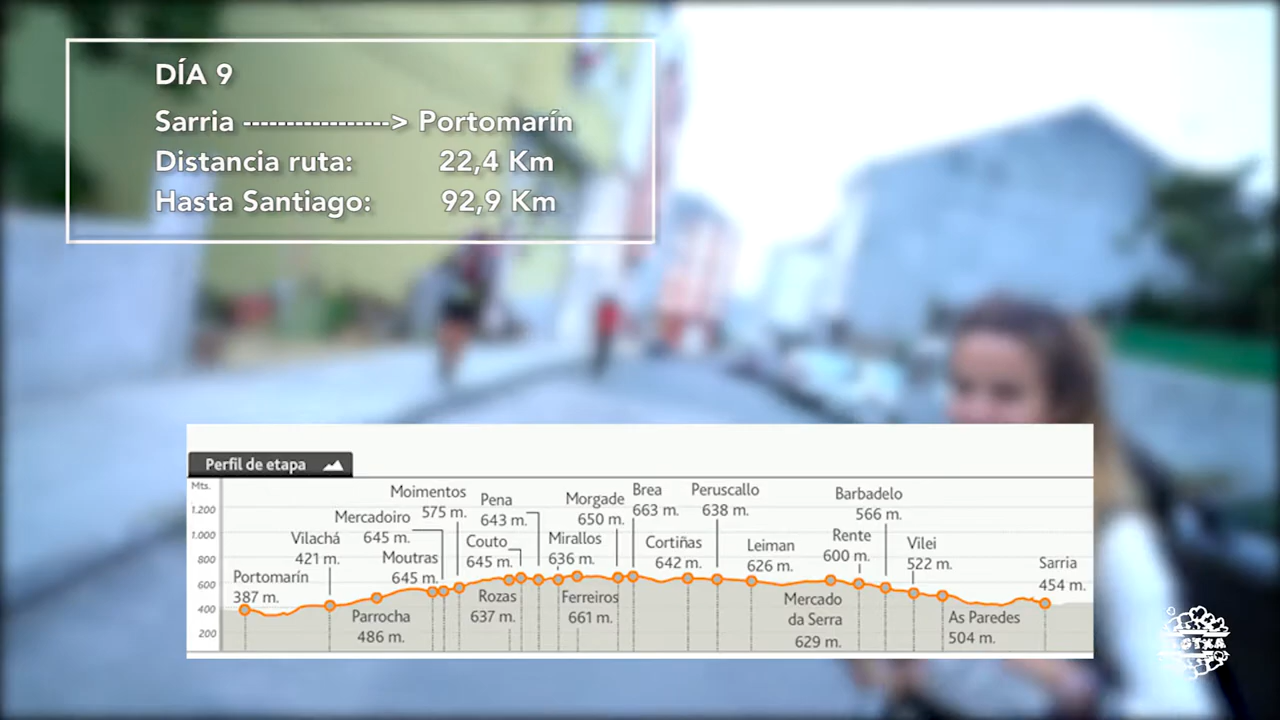 DÍA 9
Sarria -----------------> Portomarín
Distancia ruta: 22,4 Km
Hasta Santiago: 92,9 Km
Perfil de etapa
Mts.
1.200
1.000
800
600
400
200
Portomarín
387 m.
Vilachá
421 m.
Parrocha
486 m.
Mercadoiro
645 m.
Moutras
645 m.
Moimentos
575 m.
Couto
645 m.
Rozas
637 m.
Pena
643 m.
Mirallos
636 m.
Ferreiros
661 m.
Morgade
650 m.
Brea
663 m.
Cortiñas
642 m.
Peruscallo
638 m.
Leiman
626 m.
Mercado
da Serra
629 m.
Rente
600 m.
Barbadelo
566 m.
Vilei
522 m.
As Paredes
504 m.
Sarria
454 m.